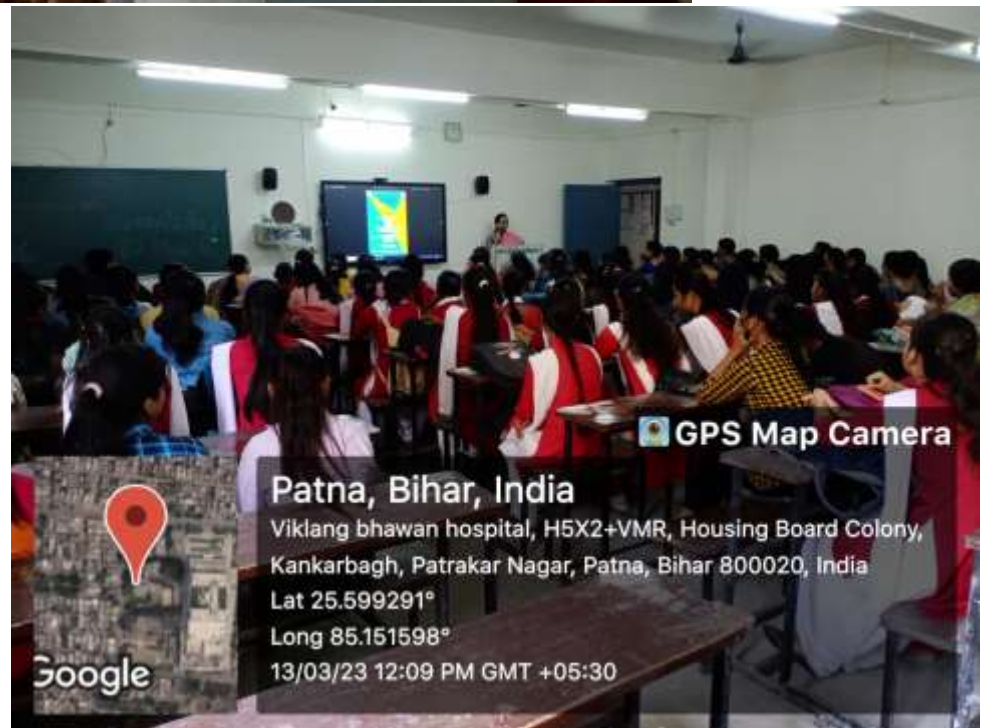 GPS Map Camera
Patna, Bihar, India
Viklang bhawan hospital, H5X2+VMR, Housing Board Colony,
Kankarbagh, Patrakar Nagar, Patna, Bihar 800020, India
Lat 25.599291°
Long 85.151598°
13/03/23 12:09 PM GMT +05:30
Google